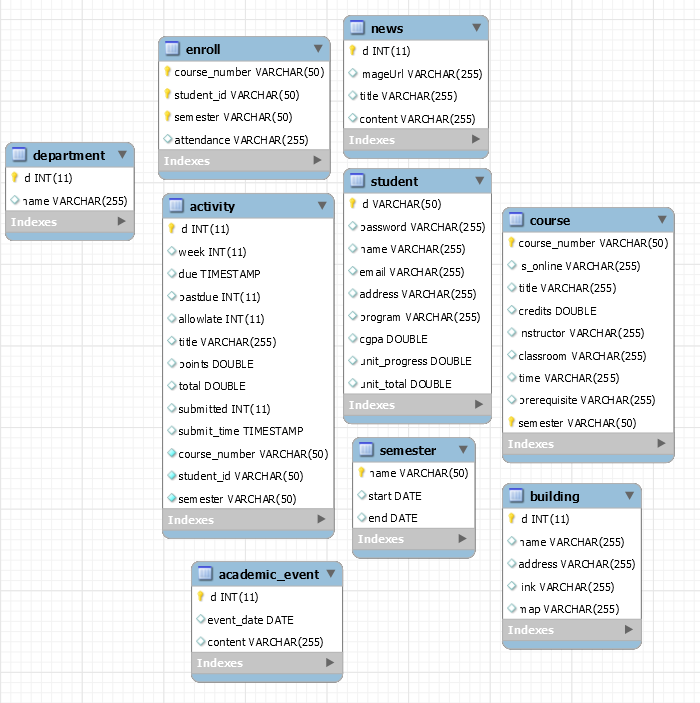 enroll
course_number VARCHAR(50)
student_id VARCHAR(50)
semester VARCHAR(50)
attendance VARCHAR(255)
Indexes
news
d INT(11)
mageUrl VARCHAR(255)
title VARCHAR(255)
content VARCHAR(255)
Indexes
department
d INT(11)
name VARCHAR(255)
Indexes
activity
d INT(11)
week INT(11)
due TIMESTAMP
pastdue INT(11)
allowlate INT(11)
title VARCHAR(255)
points DOUBLE
total DOUBLE
submitted INT(11)
submit_time TIMESTAMP
course_number VARCHAR(50)
student_id VARCHAR(50)
semester VARCHAR(50)
Indexes
student
d VARCHAR(50)
password VARCHAR(255)
name VARCHAR(255)
email VARCHAR(255)
address VARCHAR(255)
program VARCHAR(255)
cgpa DOUBLE
unit_progress DOUBLE
unit_total DOUBLE
Indexes
course
course_number VARCHAR(50)
s_online VARCHAR(255)
title VARCHAR(255)
credits DOUBLE
nstructor VARCHAR(255)
classroom VARCHAR(255)
time VARCHAR(255)
prerequisite VARCHAR(255)
semester VARCHAR(50)
Indexes
semester
name VARCHAR(50)
start DATE
end DATE
Indexes
building
d INT(11)
name VARCHAR(255)
address VARCHAR(255)
ink VARCHAR(255)
map VARCHAR(255)
Indexes
academic_event
d INT(11)
event_date DATE
content VARCHAR(255)
Indexes